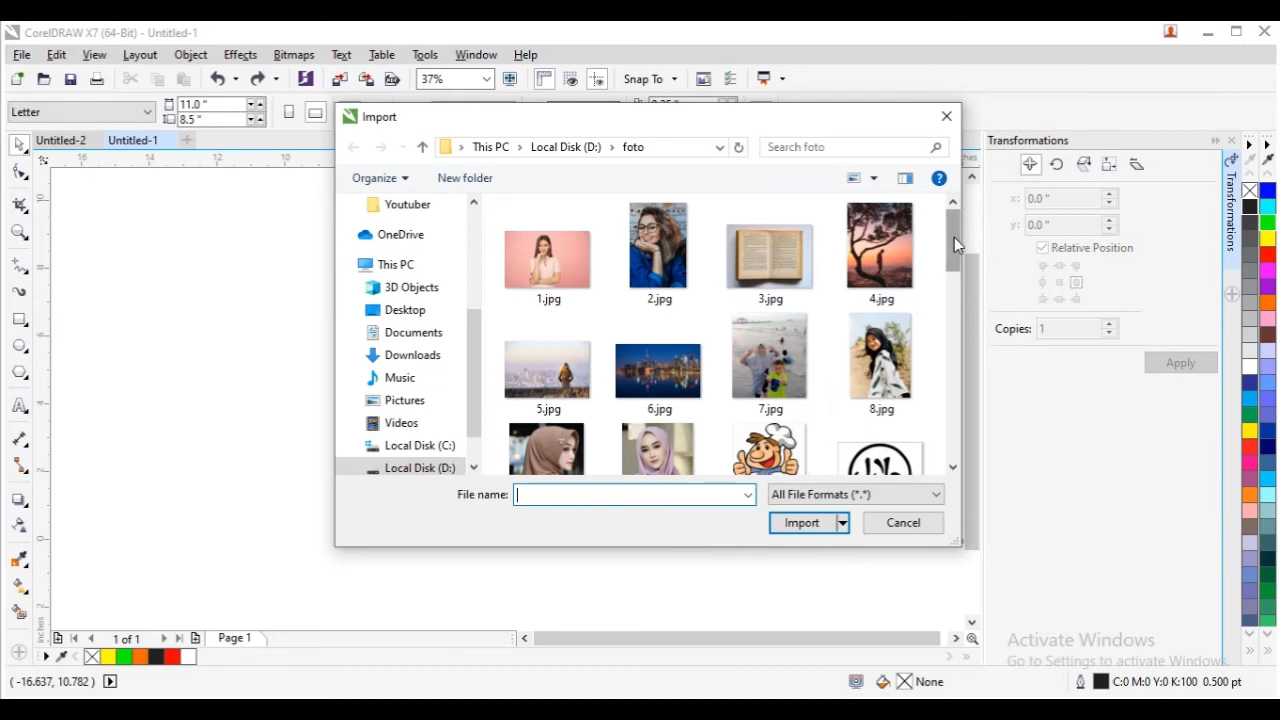 CorelDRAW X7 (64-Bit) - Untitled-1
File Edit View Layout Object Effects Bitmaps Text Table Tools Window Help
37% Snap To
Letter 11.0 "
8.5 "
Untitled-2 Untitled-1
16 14 12 10
Import
This PC Local Disk (D:) foto Search foto
Organize New folder
Youtuber
OneDrive
This PC
3D Objects
Desktop
Documents
Downloads
Music
Pictures
Videos
Local Disk (C:)
Local Disk (D:)
1.jpg 2.jpg 3.jpg 4.jpg
5.jpg 6.jpg 7.jpg 8.jpg
File name: All File Formats (*.*)
Import Cancel
Transformations
x: 0.0 "
y: 0.0 "
Relative Position
Copies: 1
Apply
Transformations
inches
1 of 1 Page 1
Activate Windows
Go to Settings to activate Windows.
( -16.637, 10.782 ) None C:0 M:0 Y:0 K:100 0.500 pt